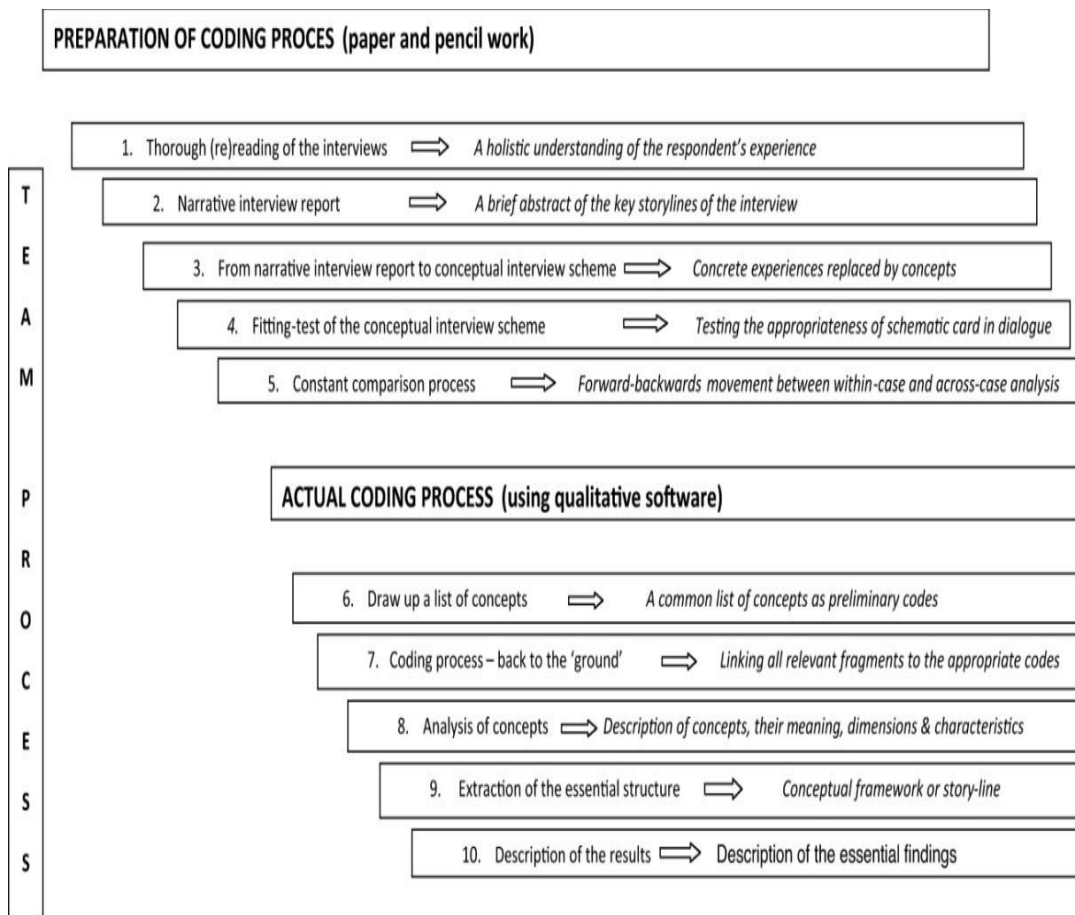 PREPARATION OF CODING PROCES (paper and pencil work)
1. Thorough (re)reading of the interviews ⇒ A holistic understanding of the respondent's experience
2. Narrative interview report ⇒ A brief abstract of the key storylines of the interview
3. From narrative interview report to conceptual interview scheme ⇒ Concrete experiences replaced by concepts
4. Fitting-test of the conceptual interview scheme ⇒ Testing the appropriateness of schematic card in dialogue
5. Constant comparison process ⇒ Forward-backwards movement between within-case and across-case analysis
ACTUAL CODING PROCESS (using qualitative software)
6. Draw up a list of concepts ⇒ A common list of concepts as preliminary codes
7. Coding process – back to the 'ground' ⇒ Linking all relevant fragments to the appropriate codes
8. Analysis of concepts ⇒ Description of concepts, their meaning, dimensions & characteristics
9. Extraction of the essential structure ⇒ Conceptual framework or story-line
10. Description of the results ⇒ Description of the essential findings
TEAM PROCESS